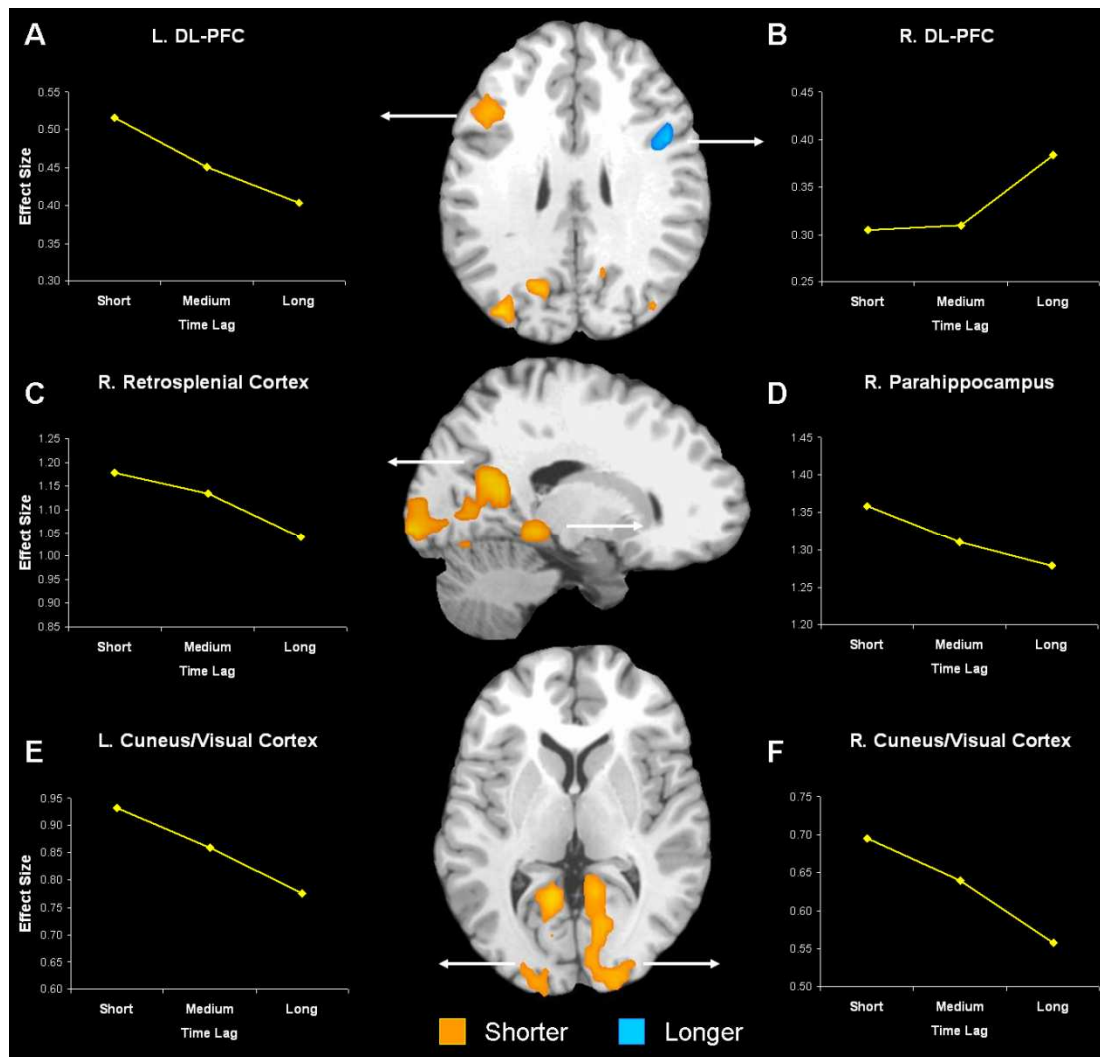 A
L. DL-PFC
Effect Size
0.55
0.50
0.45
0.40
0.35
0.30
Short Medium Long
Time Lag
B
R. DL-PFC
0.45
0.40
0.35
0.30
0.25
Short Medium Long
Time Lag
C
R. Retrosplenial Cortex
1.25
1.20
1.15
1.10
1.05
1.00
0.95
0.90
0.85
Short Medium Long
Time Lag
D
R. Parahippocampus
1.45
1.40
1.35
1.30
1.25
1.20
Short Medium Long
Time Lag
E
L. Cuneus/Visual Cortex
Effect Size
0.95
0.90
0.85
0.80
0.75
0.70
0.65
0.60
Short Medium Long
Time Lag
F
R. Cuneus/Visual Cortex
0.75
0.70
0.65
0.60
0.55
0.50
Short Medium Long
Time Lag
Shorter Longer